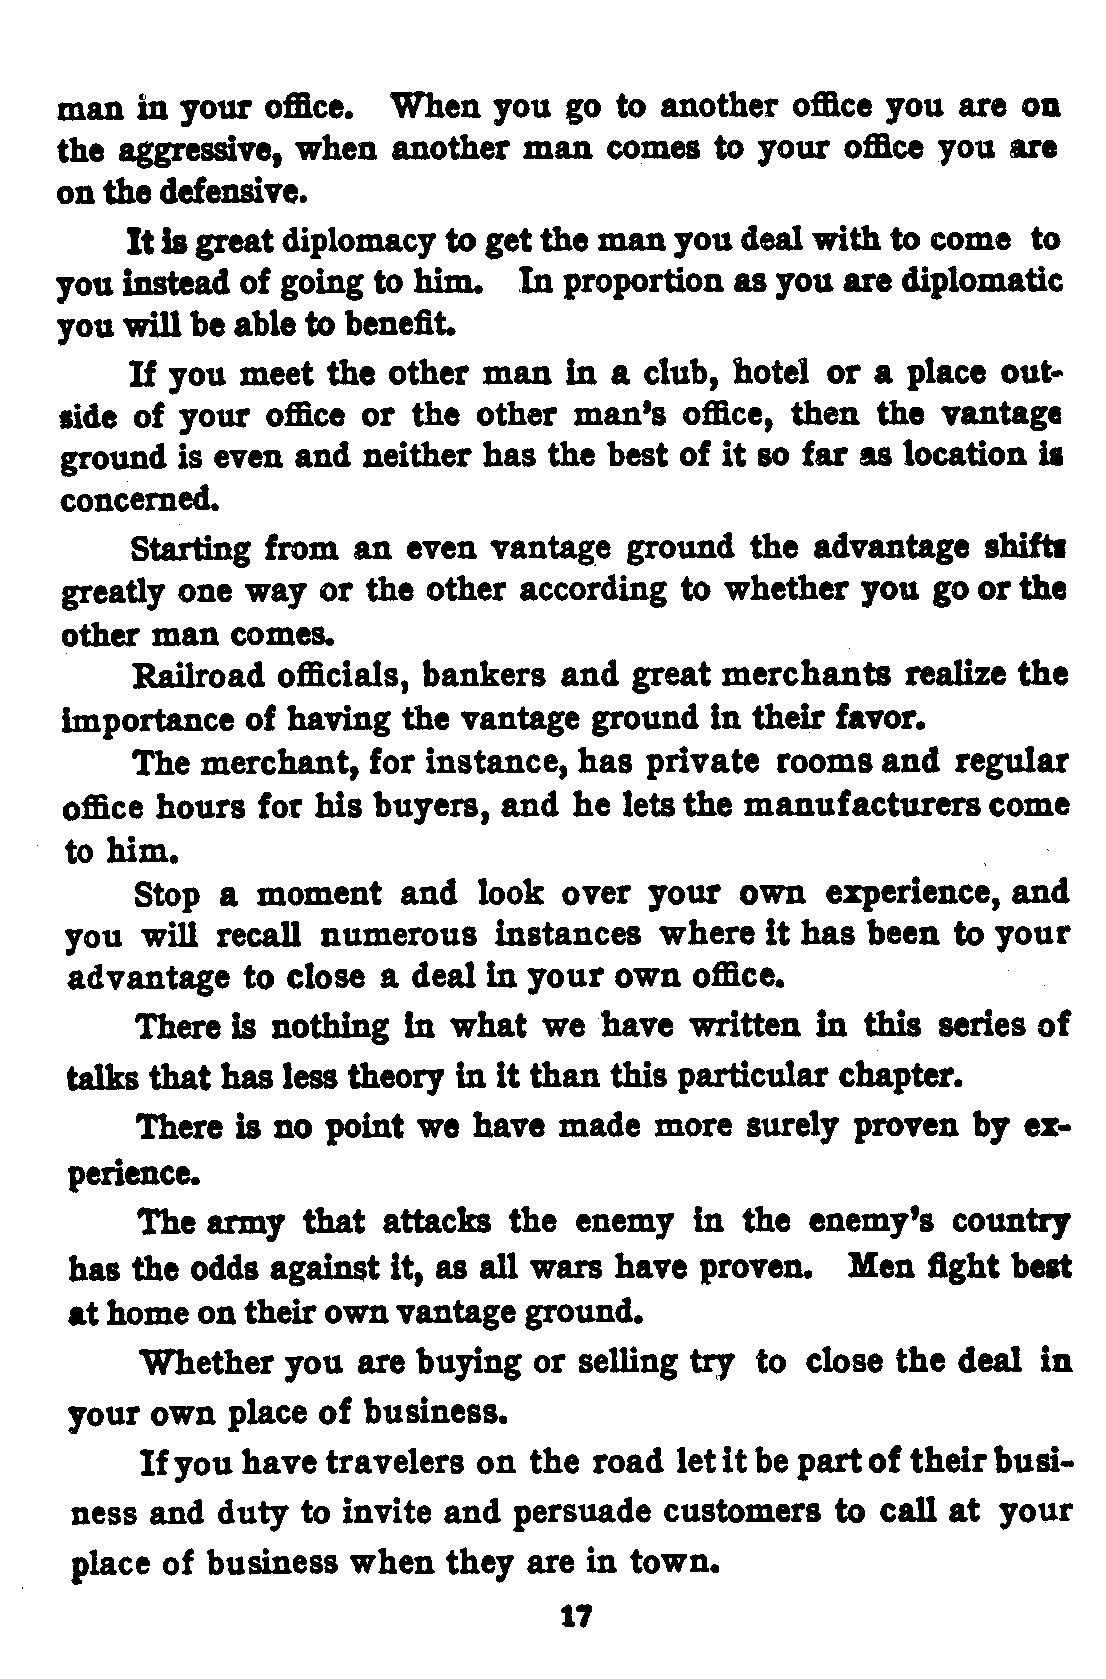 man in your office. When you go to another office you are on
the aggressive, when another man comes to your office you are
on the defensive.
It is great diplomacy to get the man you deal with to come to
you instead of going to him. In proportion as you are diplomatic
you will be able to benefit.
If you meet the other man in a club, hotel or a place out-
side of your office or the other man's office, then the vantage
ground is even and neither has the best of it so far as location is
concerned.
Starting from an even vantage ground the advantage shifts
greatly one way or the other according to whether you go or the
other man comes.
Railroad officials, bankers and great merchants realize the
importance of having the vantage ground in their favor.
The merchant, for instance, has private rooms and regular
office hours for his buyers, and he lets the manufacturers come
to him.
Stop a moment and look over your own experience, and
you will recall numerous instances where it has been to your
advantage to close a deal in your own office.
There is nothing in what we have written in this series of
talks that has less theory in it than this particular chapter.
There is no point we have made more surely proven by ex-
perience.
The army that attacks the enemy in the enemy's country
has the odds against it, as all wars have proven. Men fight best
at home on their own vantage ground.
Whether you are buying or selling try to close the deal in
your own place of business.
If you have travelers on the road let it be part of their busi-
ness and duty to invite and persuade customers to call at your
place of business when they are in town.
17